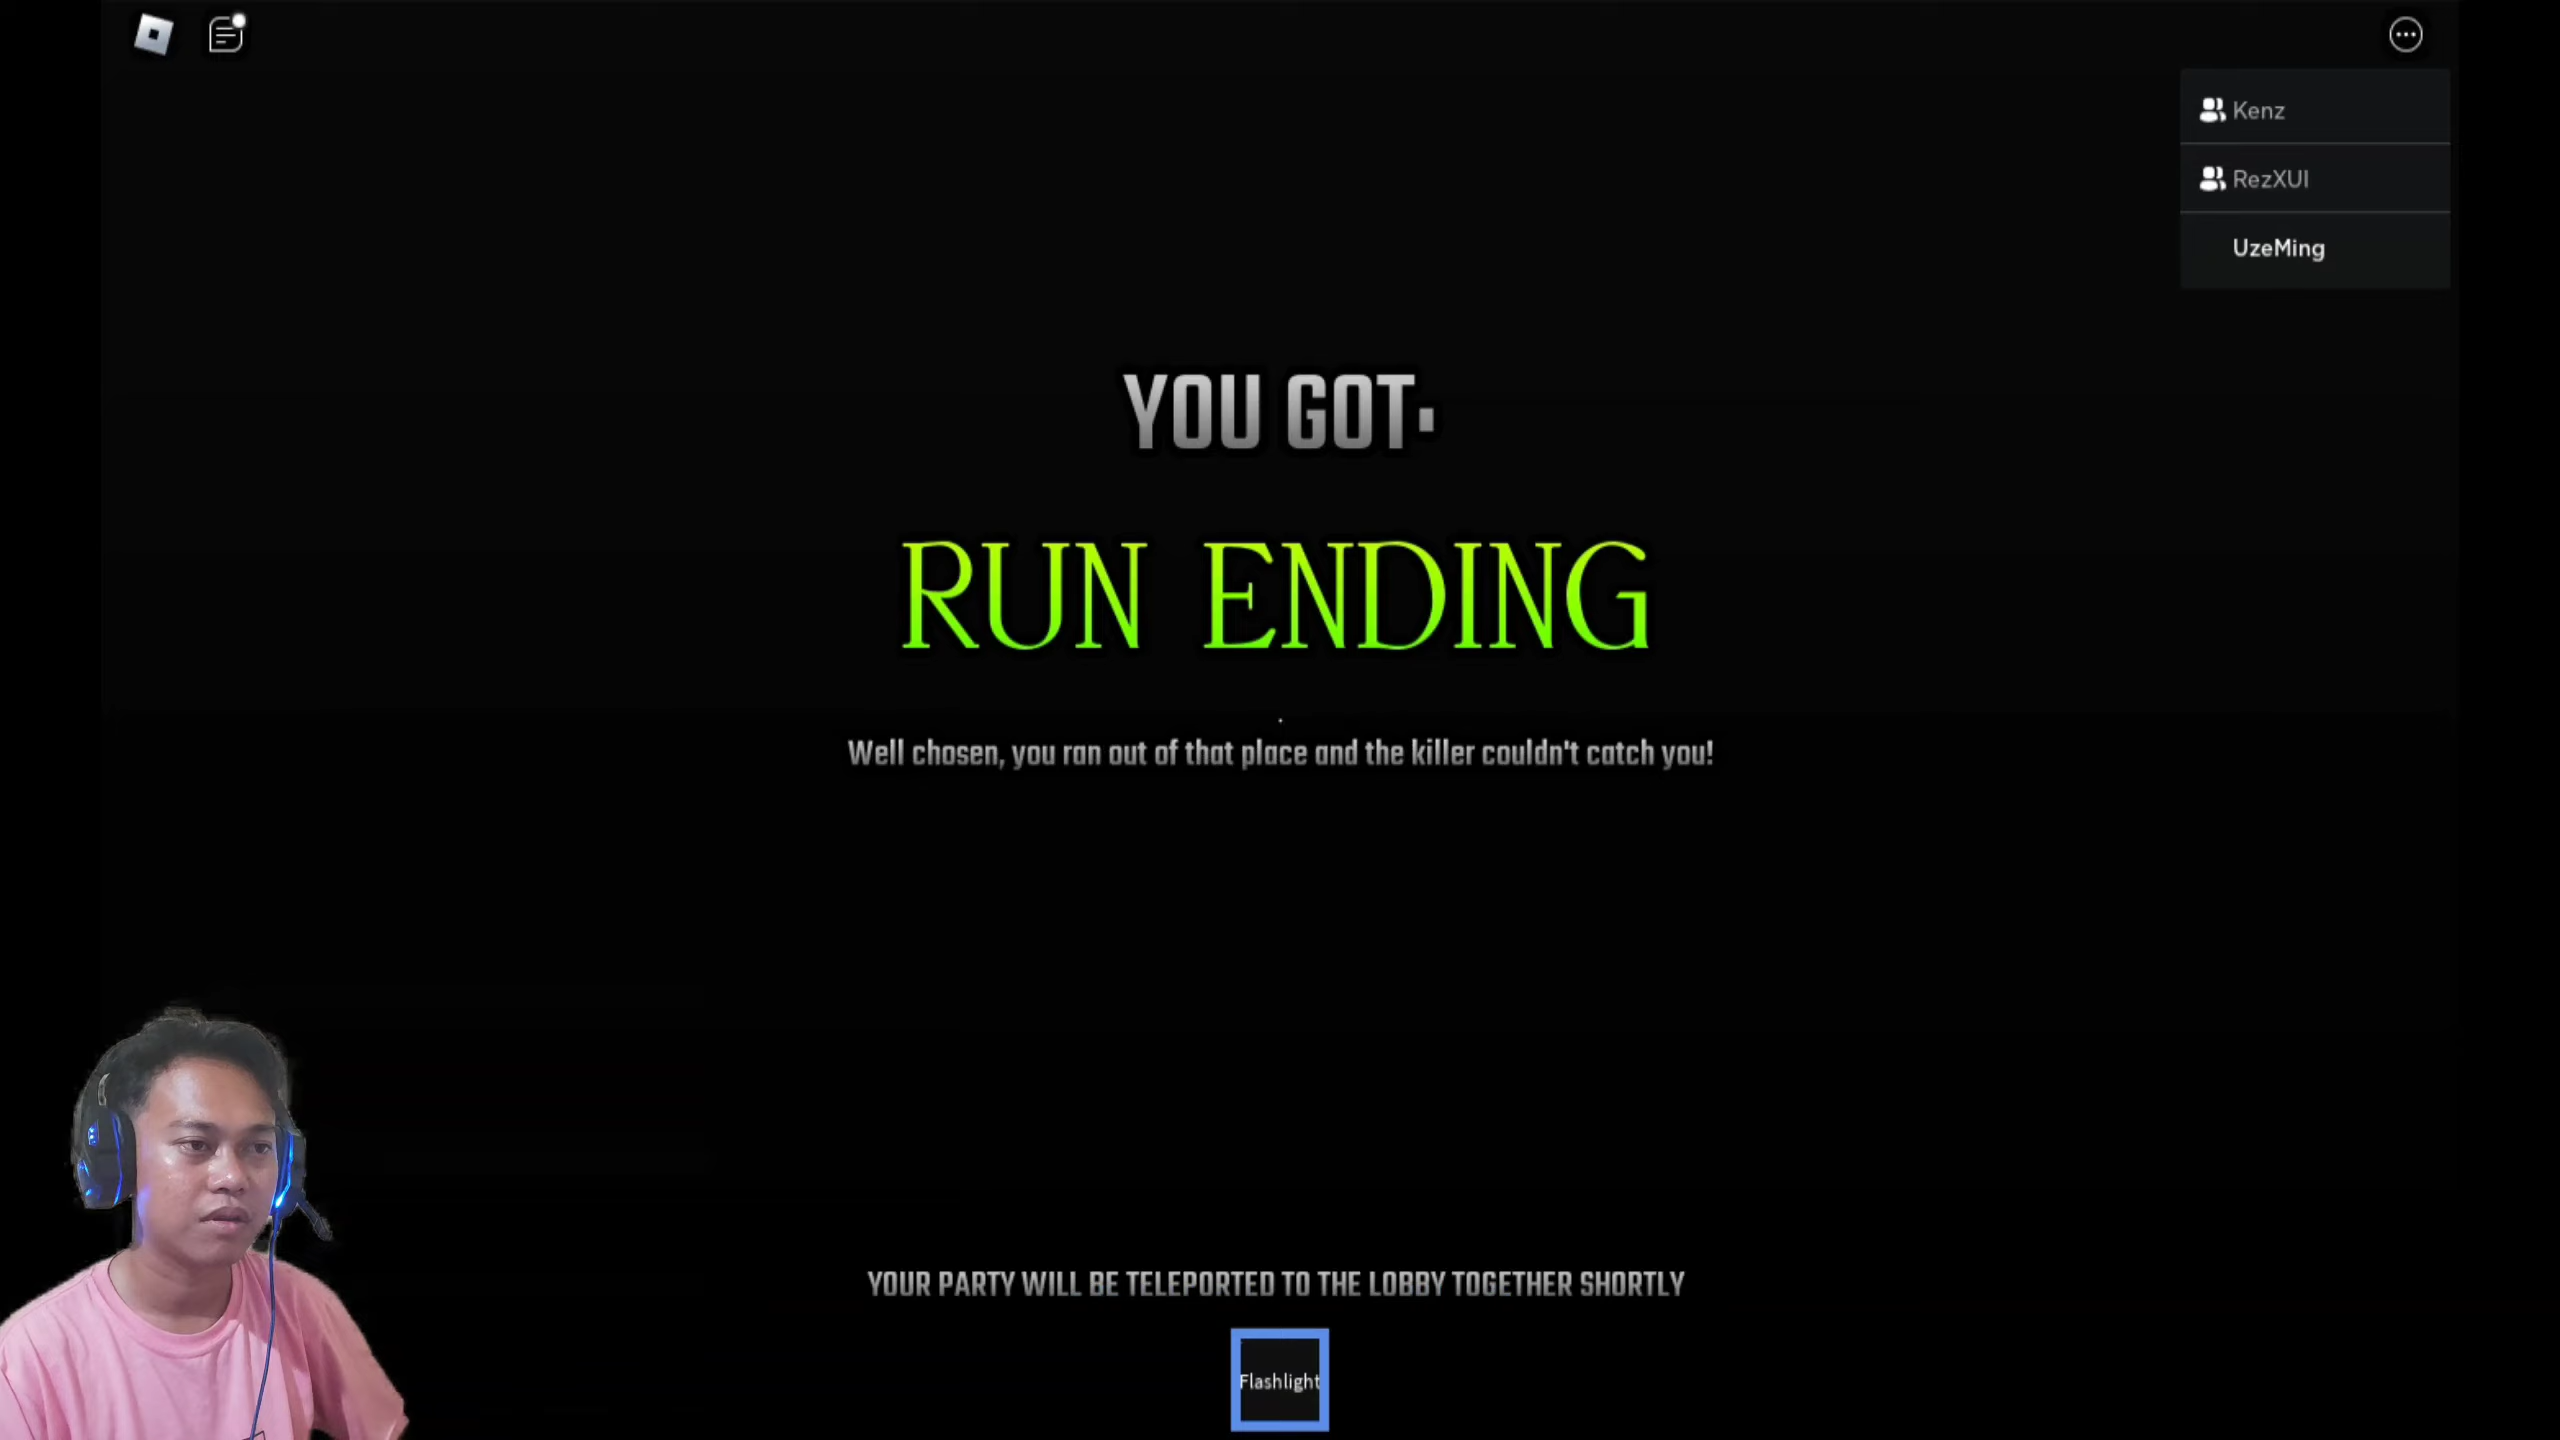 Kenz
RezXUI
UzeMing
YOU GOT:
RUN ENDING
Well chosen, you ran out of that place and the killer couldn't catch you!
YOUR PARTY WILL BE TELEPORTED TO THE LOBBY TOGETHER SHORTLY
Flashlight